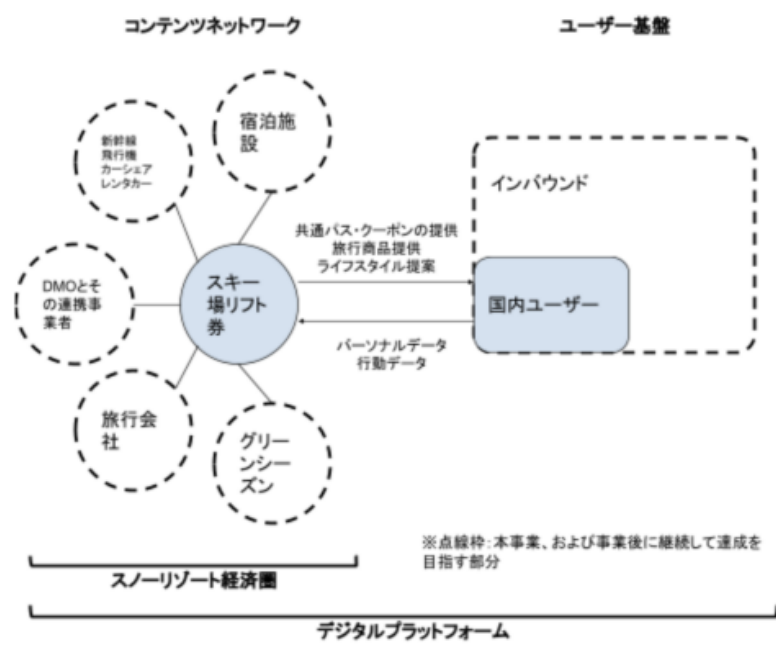 コンテンツネットワーク
ユーザー基盤
宿泊施
設
新幹線
飛行機
カーシェア
レンタカー
インバウンド
共通パス・クーポンの提供
旅行商品提供
ライフスタイル提案
DMOとそ
の連携事
業者
スキー
場リフト
券
国内ユーザー
パーソナルデータ
行動データ
旅行会
社
グリー
ンシー
ズン
※点線枠：本事業、および事業後に継続して達成を
目指す部分
スノーリゾート経済圏
デジタルプラットフォーム